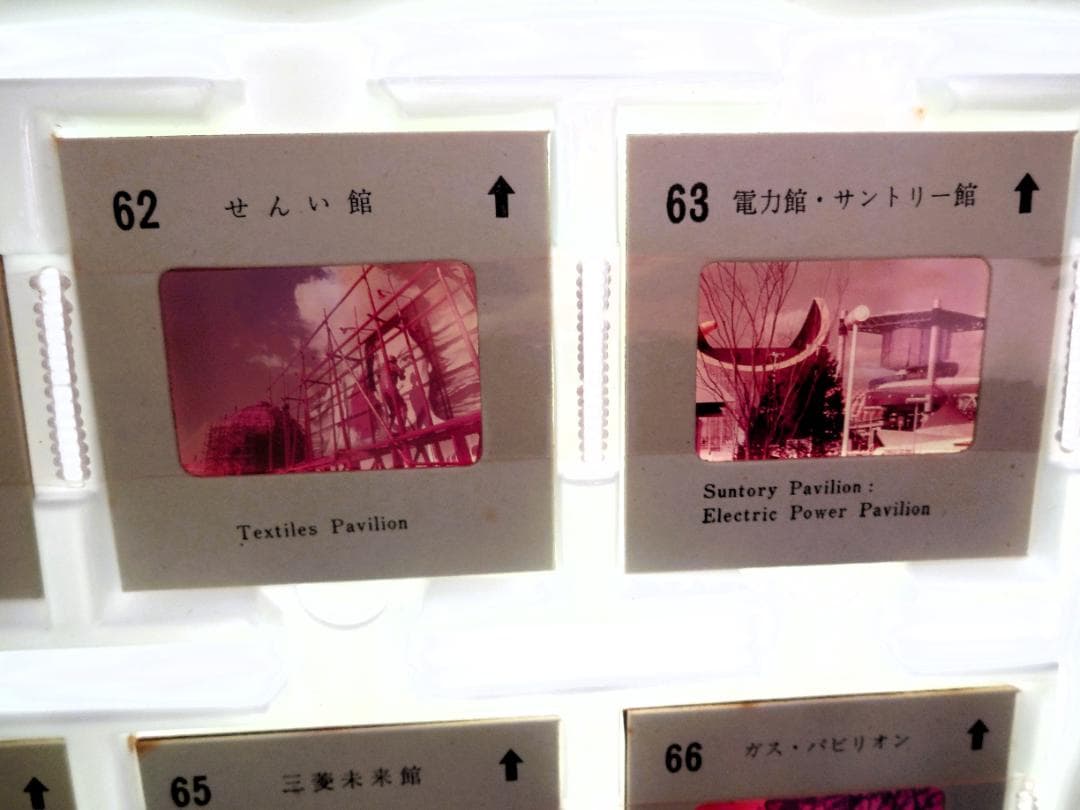 62 せんい館
Textiles Pavilion
63 電力館・サントリー館
Suntory Pavilion :
Electric Power Pavilion
65 三菱未来館
66 ガス・パビリオン